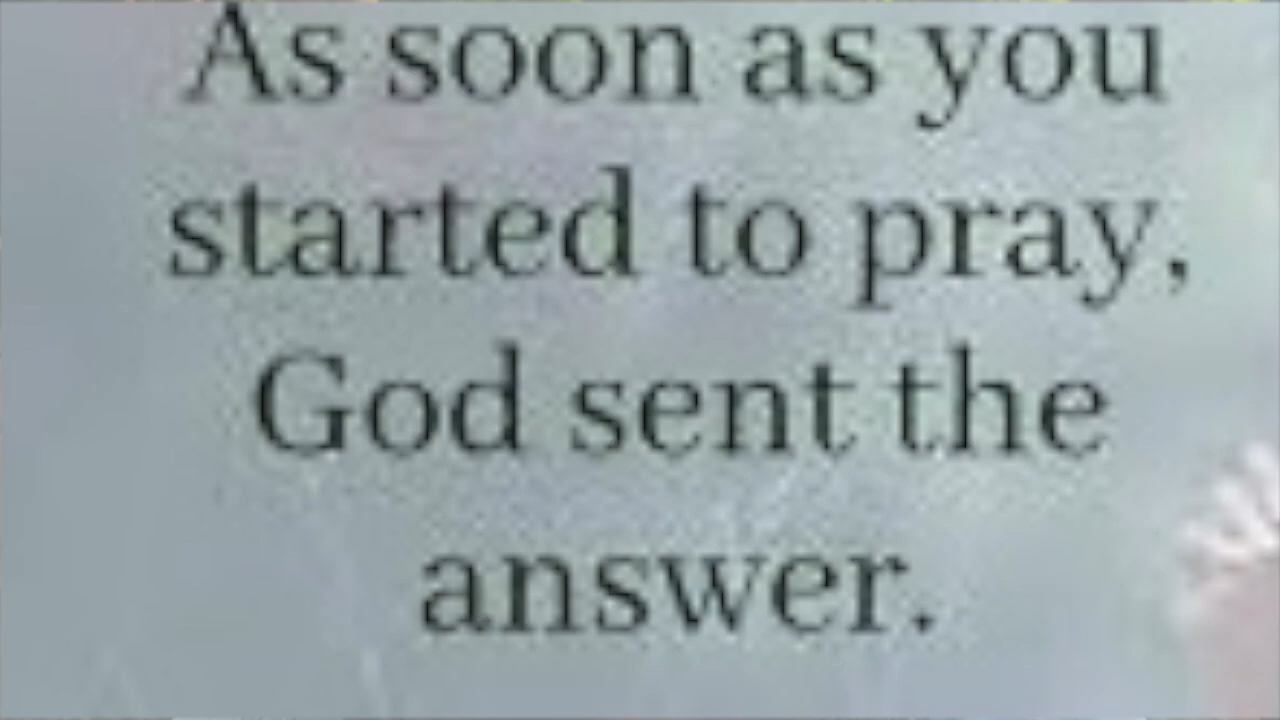 As soon as you
started to pray,
God sent the
answer.